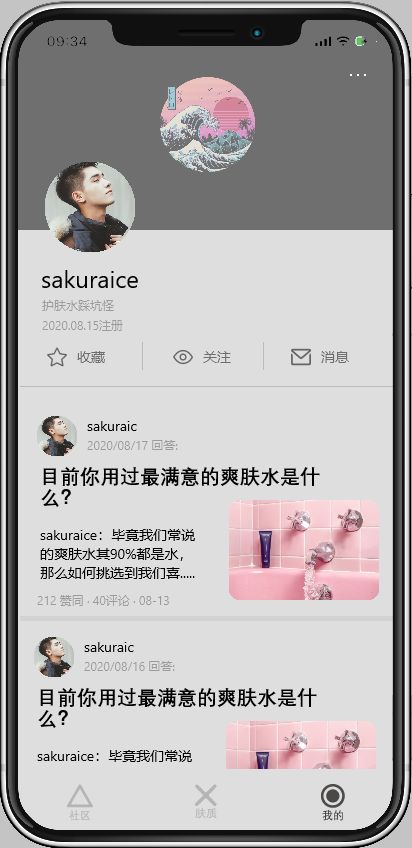 09:34
sakuraice
护肤水踩坑怪
2020.08.15注册
收藏
关注
消息
sakuraic
2020/08/17 回答:
目前你用过最满意的爽肤水是什
么?
sakuraice：毕竟我们常说
的爽肤水其90%都是水，
那么如何挑选到我们喜.....
212 赞同 · 40评论 · 08-13
sakuraic
2020/08/16 回答:
目前你用过最满意的爽肤水是什
么?
sakuraice：毕竟我们常说
社区
肤质
我的